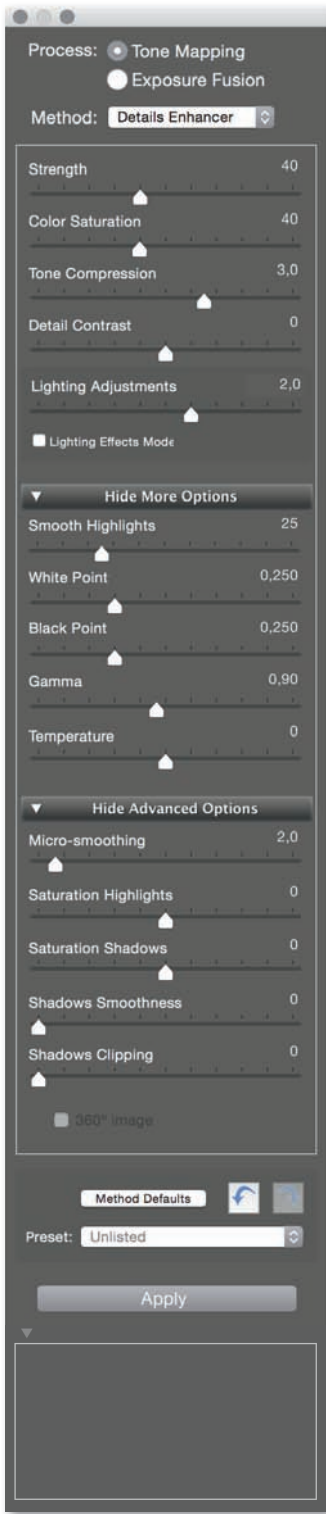 Process: Tone Mapping
Exposure Fusion
Method: Details Enhancer
Strength 40
Color Saturation 40
Tone Compression 3,0
Detail Contrast 0
Lighting Adjustments 2,0
Lighting Effects Mode
Hide More Options
Smooth Highlights 25
White Point 0,250
Black Point 0,250
Gamma 0,90
Temperature 0
Hide Advanced Options
Micro-smoothing 2,0
Saturation Highlights 0
Saturation Shadows 0
Shadows Smoothness 0
Shadows Clipping 0
360° image
Method Defaults
Preset: Unlisted
Apply